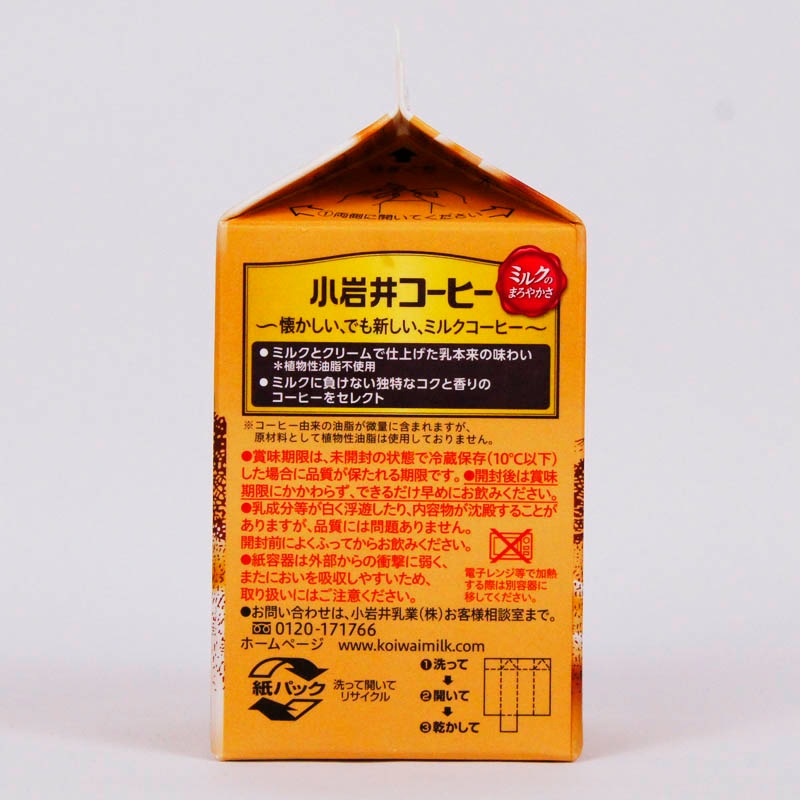 ①両側に開いてください
小岩井コーヒー
ミルクの
まろやかさ
〜懐かしい、でも新しい、ミルクコーヒー〜
●ミルクとクリームで仕上げた乳本来の味わい
＊植物性油脂不使用
●ミルクに負けない独特なコクと香りの
コーヒーをセレクト
※コーヒー由来の油脂が微量に含まれますが、
原材料として植物性油脂は使用しておりません。
●賞味期限は、未開封の状態で冷蔵保存(10℃以下)
した場合に品質が保たれる期限です。●開封後は賞味
期限にかかわらず、できるだけ早めにお飲みください。
●乳成分等が白く浮遊したり、内容物が沈殿することが
ありますが、品質には問題ありません。
開封前によくふってからお飲みください。
●紙容器は外部からの衝撃に弱く、
またにおいを吸収しやすいため、
取り扱いにはご注意ください。
電子レンジ等で加熱
する際は別容器に
移してください。
●お問い合わせは、小岩井乳業(株)お客様相談室まで。
0120-171766
ホームページ www.koiwaimilk.com
紙パック
洗って開いて
リサイクル
❶洗って
❷開いて
❸乾かして